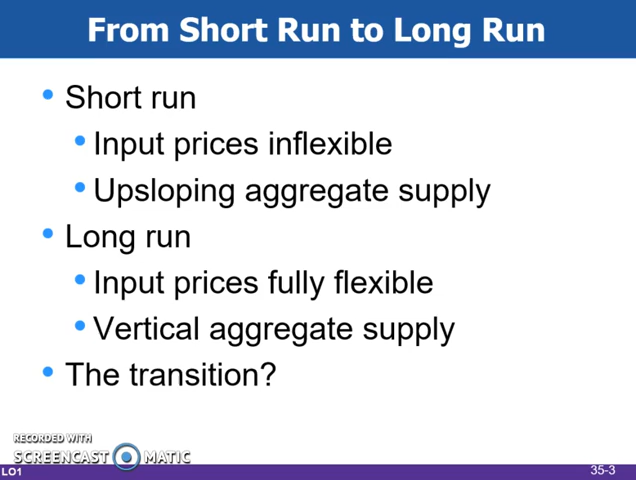 From Short Run to Long Run
• Short run
• Input prices inflexible
• Upsloping aggregate supply
• Long run
• Input prices fully flexible
• Vertical aggregate supply
• The transition?
RECORDED WITH
SCREENCAST MATIC
LO1
35-3